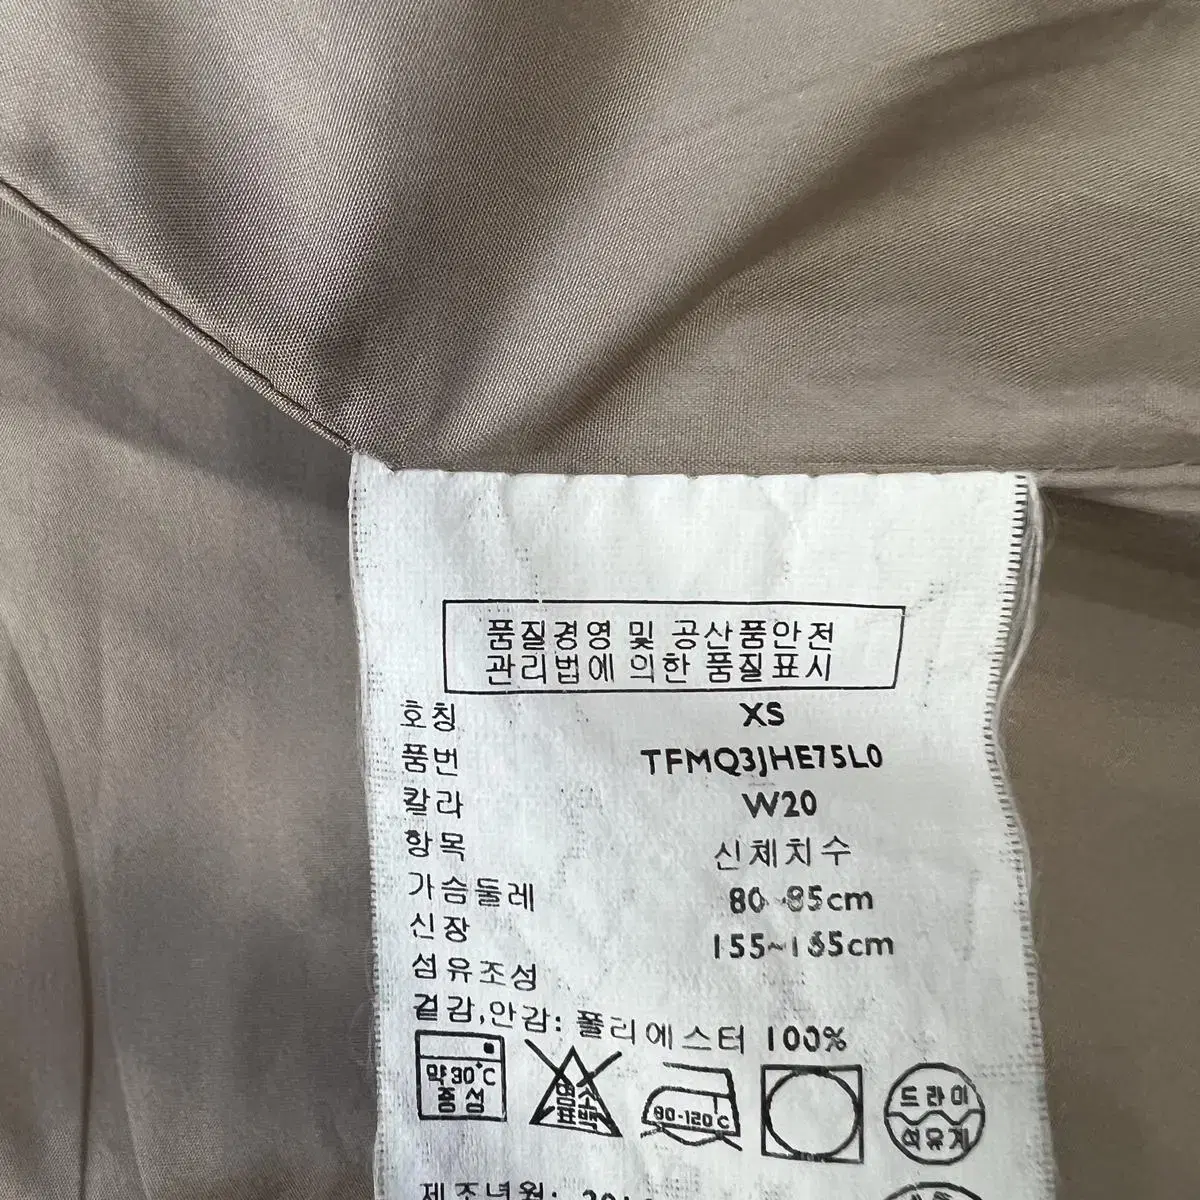 품질경영 및 공산품안전
관리법에 의한 품질표시
호칭 XS
품번 TFMQ3JHE75L0
칼라 W20
항목 신체치수
가슴둘레 80~85cm
신장 155~165cm
섬유조성
겉감,안감: 폴리에스터 100%
약30℃
중성
염소
표백
80-120℃
드라이
석유계
제조년월: